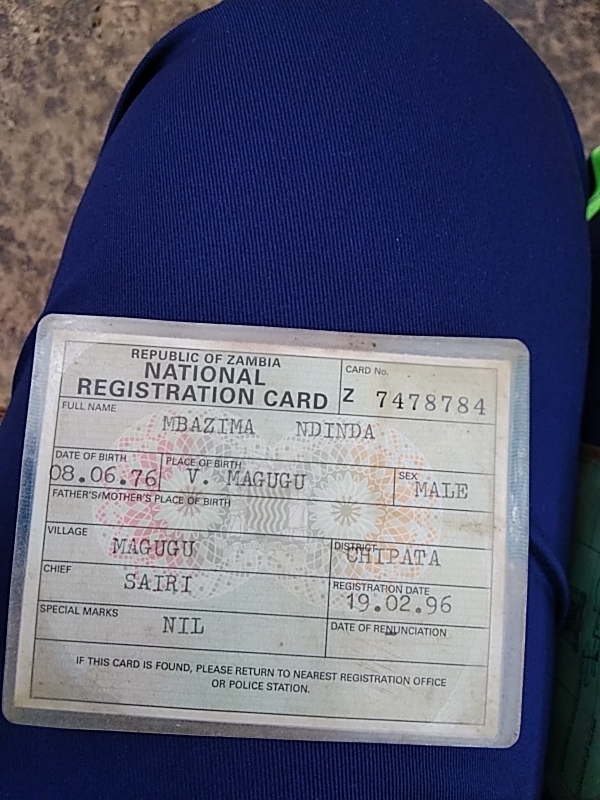 REPUBLIC OF ZAMBIA
NATIONAL
REGISTRATION CARD
CARD No.
Z 7478784
FULL NAME
MBAZIMA NDINDA
DATE OF BIRTH
08.06.76
PLACE OF BIRTH
V. MAGUGU
SEX
MALE
FATHER'S/MOTHER'S PLACE OF BIRTH
VILLAGE
MAGUGU
DISTRICT
CHIPATA
CHIEF
SAIRI
REGISTRATION DATE
19.02.96
SPECIAL MARKS
NIL
DATE OF RENUNCIATION
IF THIS CARD IS FOUND, PLEASE RETURN TO NEAREST REGISTRATION OFFICE
OR POLICE STATION.